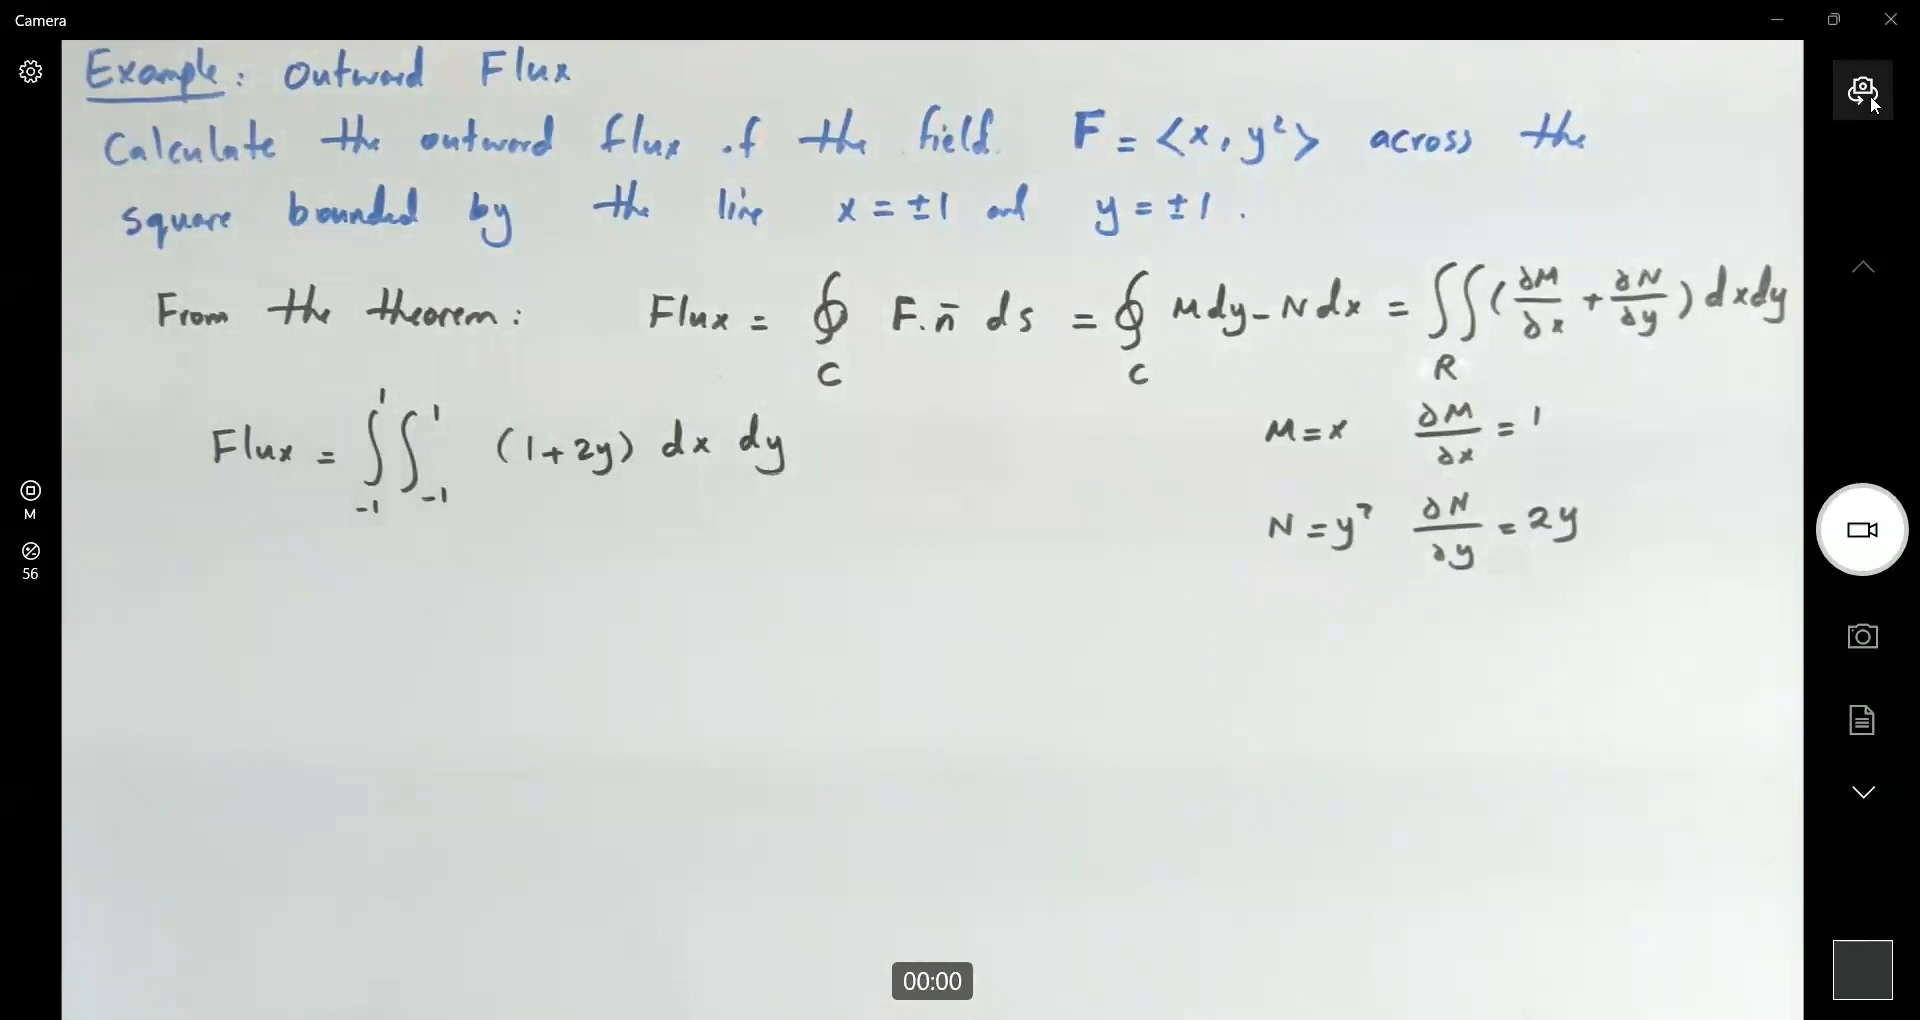 Camera
Example: Outward Flux
Calculate the outward flux of the field F = <x, y²> across the
square bounded by the line x = ±1 and y = ±1.
From the theorem: Flux = ∮_C F.n̄ ds = ∮_C Mdy - Ndx = ∬_R (∂M/∂x + ∂N/∂y) dxdy
Flux = ∫_{-1}^{1} ∫_{-1}^{1} (1+2y) dx dy
M=x ∂M/∂x = 1
N=y² ∂N/∂y = 2y
M
56
00:00